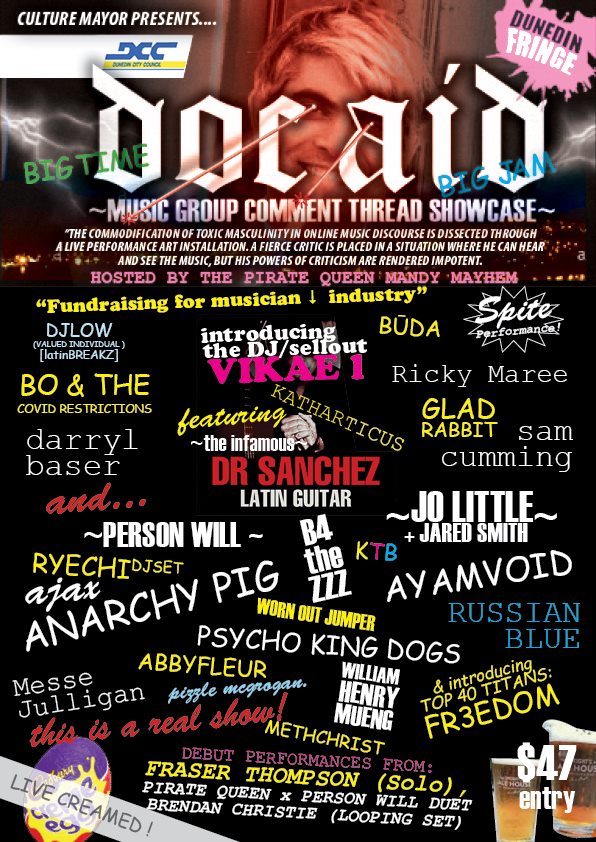 CULTURE MAYOR PRESENTS....
DCC
DUNEDIN CITY COUNCIL
DUNEDIN
FRINGE
doc aid
BIG TIME
BIG JAM
~MUSIC GROUP COMMENT THREAD SHOWCASE~
"THE COMMODIFICATION OF TOXIC MASCULINITY IN ONLINE MUSIC DISCOURSE IS DISSECTED THROUGH
A LIVE PERFORMANCE ART INSTALLATION. A FIERCE CRITIC IS PLACED IN A SITUATION WHERE HE CAN HEAR
AND SEE THE MUSIC, BUT HIS POWERS OF CRITICISM ARE RENDERED IMPOTENT.
HOSTED BY THE PIRATE QUEEN MANDY MAYHEM
"Fundraising for musician ↓ industry"
DJLOW
(VALUED INDIVIDUAL )
[latinBREAKZ]
introducing
the DJ/sellout
VIKAE 1
BŪDA
Spite
Performance!
Ricky Maree
BO & THE
COVID RESTRICTIONS
featuring
KATHARTICUS
GLAD
RABBIT
sam
cumming
darryl
baser
~the infamous~
DR SANCHEZ
LATIN GUITAR
and...
~PERSON WILL ~
B4
the
ZZZ
~JO LITTLE~
+ JARED SMITH
KTB
RYECHI DJSET
ajax
ANARCHY PIG
AYAMVOID
WORN OUT JUMPER
RUSSIAN
BLUE
PSYCHO KING DOGS
ABBYFLEUR
Messe
Julligan
pizzle mcgrogan.
WILLIAM
HENRY
MUENG
& introducing
TOP 40 TITANS:
FR3EDOM
this is a real show!
METHCHRIST
DEBUT PERFORMANCES FROM:
FRASER THOMPSON (Solo),
PIRATE QUEEN x PERSON WILL DUET
BRENDAN CHRISTIE (LOOPING SET)
LIVE CREAMED !
$47
entry